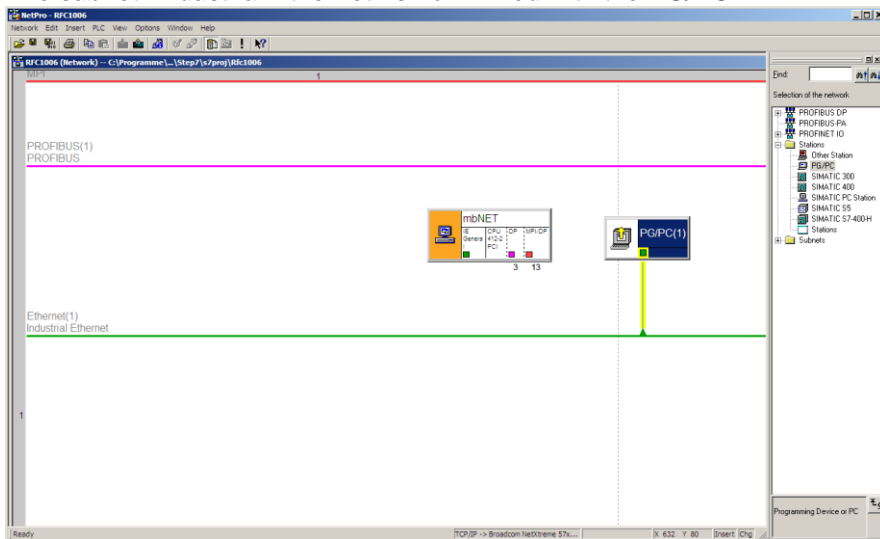 NetPro - RFC1006
Network Edit Insert PLC View Options Window Help
RFC1006 (Network) -- C:\Programme\...\Step7\s7proj\Rfc1006
MPI
1
PROFIBUS(1)
PROFIBUS
mbNET
IE Genera l
CPU 412-2 PCI
DP
MPI/DP
3 13
PG/PC(1)
Ethernet(1)
Industrial Ethernet
1
Find:
Selection of the network
PROFIBUS DP
PROFIBUS-PA
PROFINET IO
Stations
Other Station
PG/PC
SIMATIC 300
SIMATIC 400
SIMATIC PC Station
SIMATIC S5
SIMATIC S7-400-H
Stations
Subnets
Programming Device or PC
Ready
TCP/IP -> Broadcom NetXtreme 57x...
X 632 Y 80
Insert
Chg